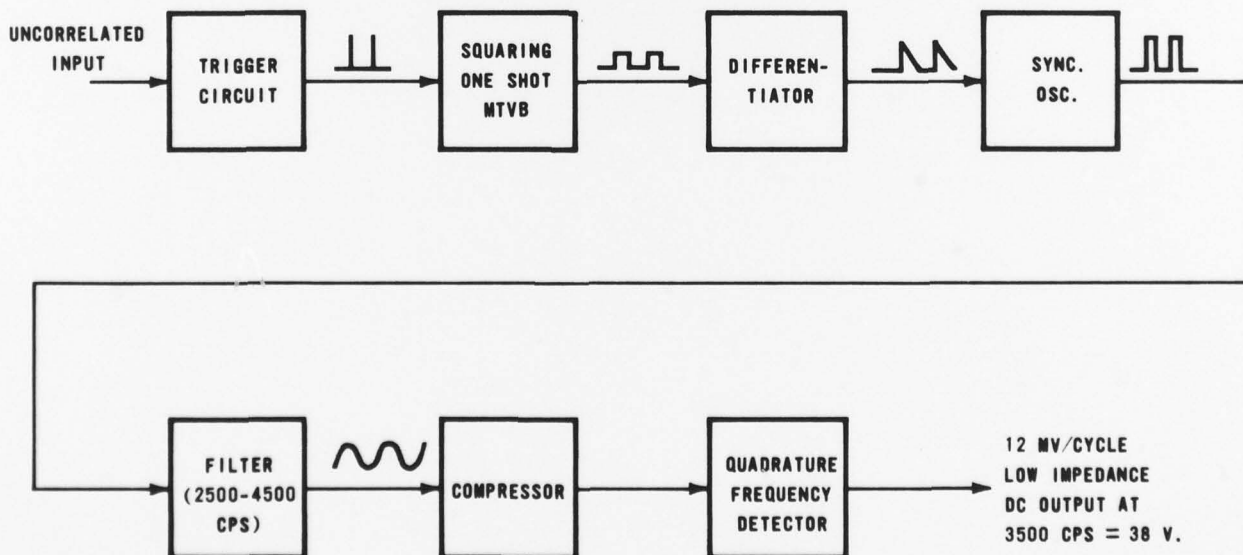 UNCORRELATED
INPUT
TRIGGER
CIRCUIT
SQUARING
ONE SHOT
MTVB
DIFFEREN-
TIATOR
SYNC.
OSC.
FILTER
(2500-4500
CPS)
COMPRESSOR
QUADRATURE
FREQUENCY
DETECTOR
12 MV/CYCLE
LOW IMPEDANCE
DC OUTPUT AT
3500 CPS = 38 V.